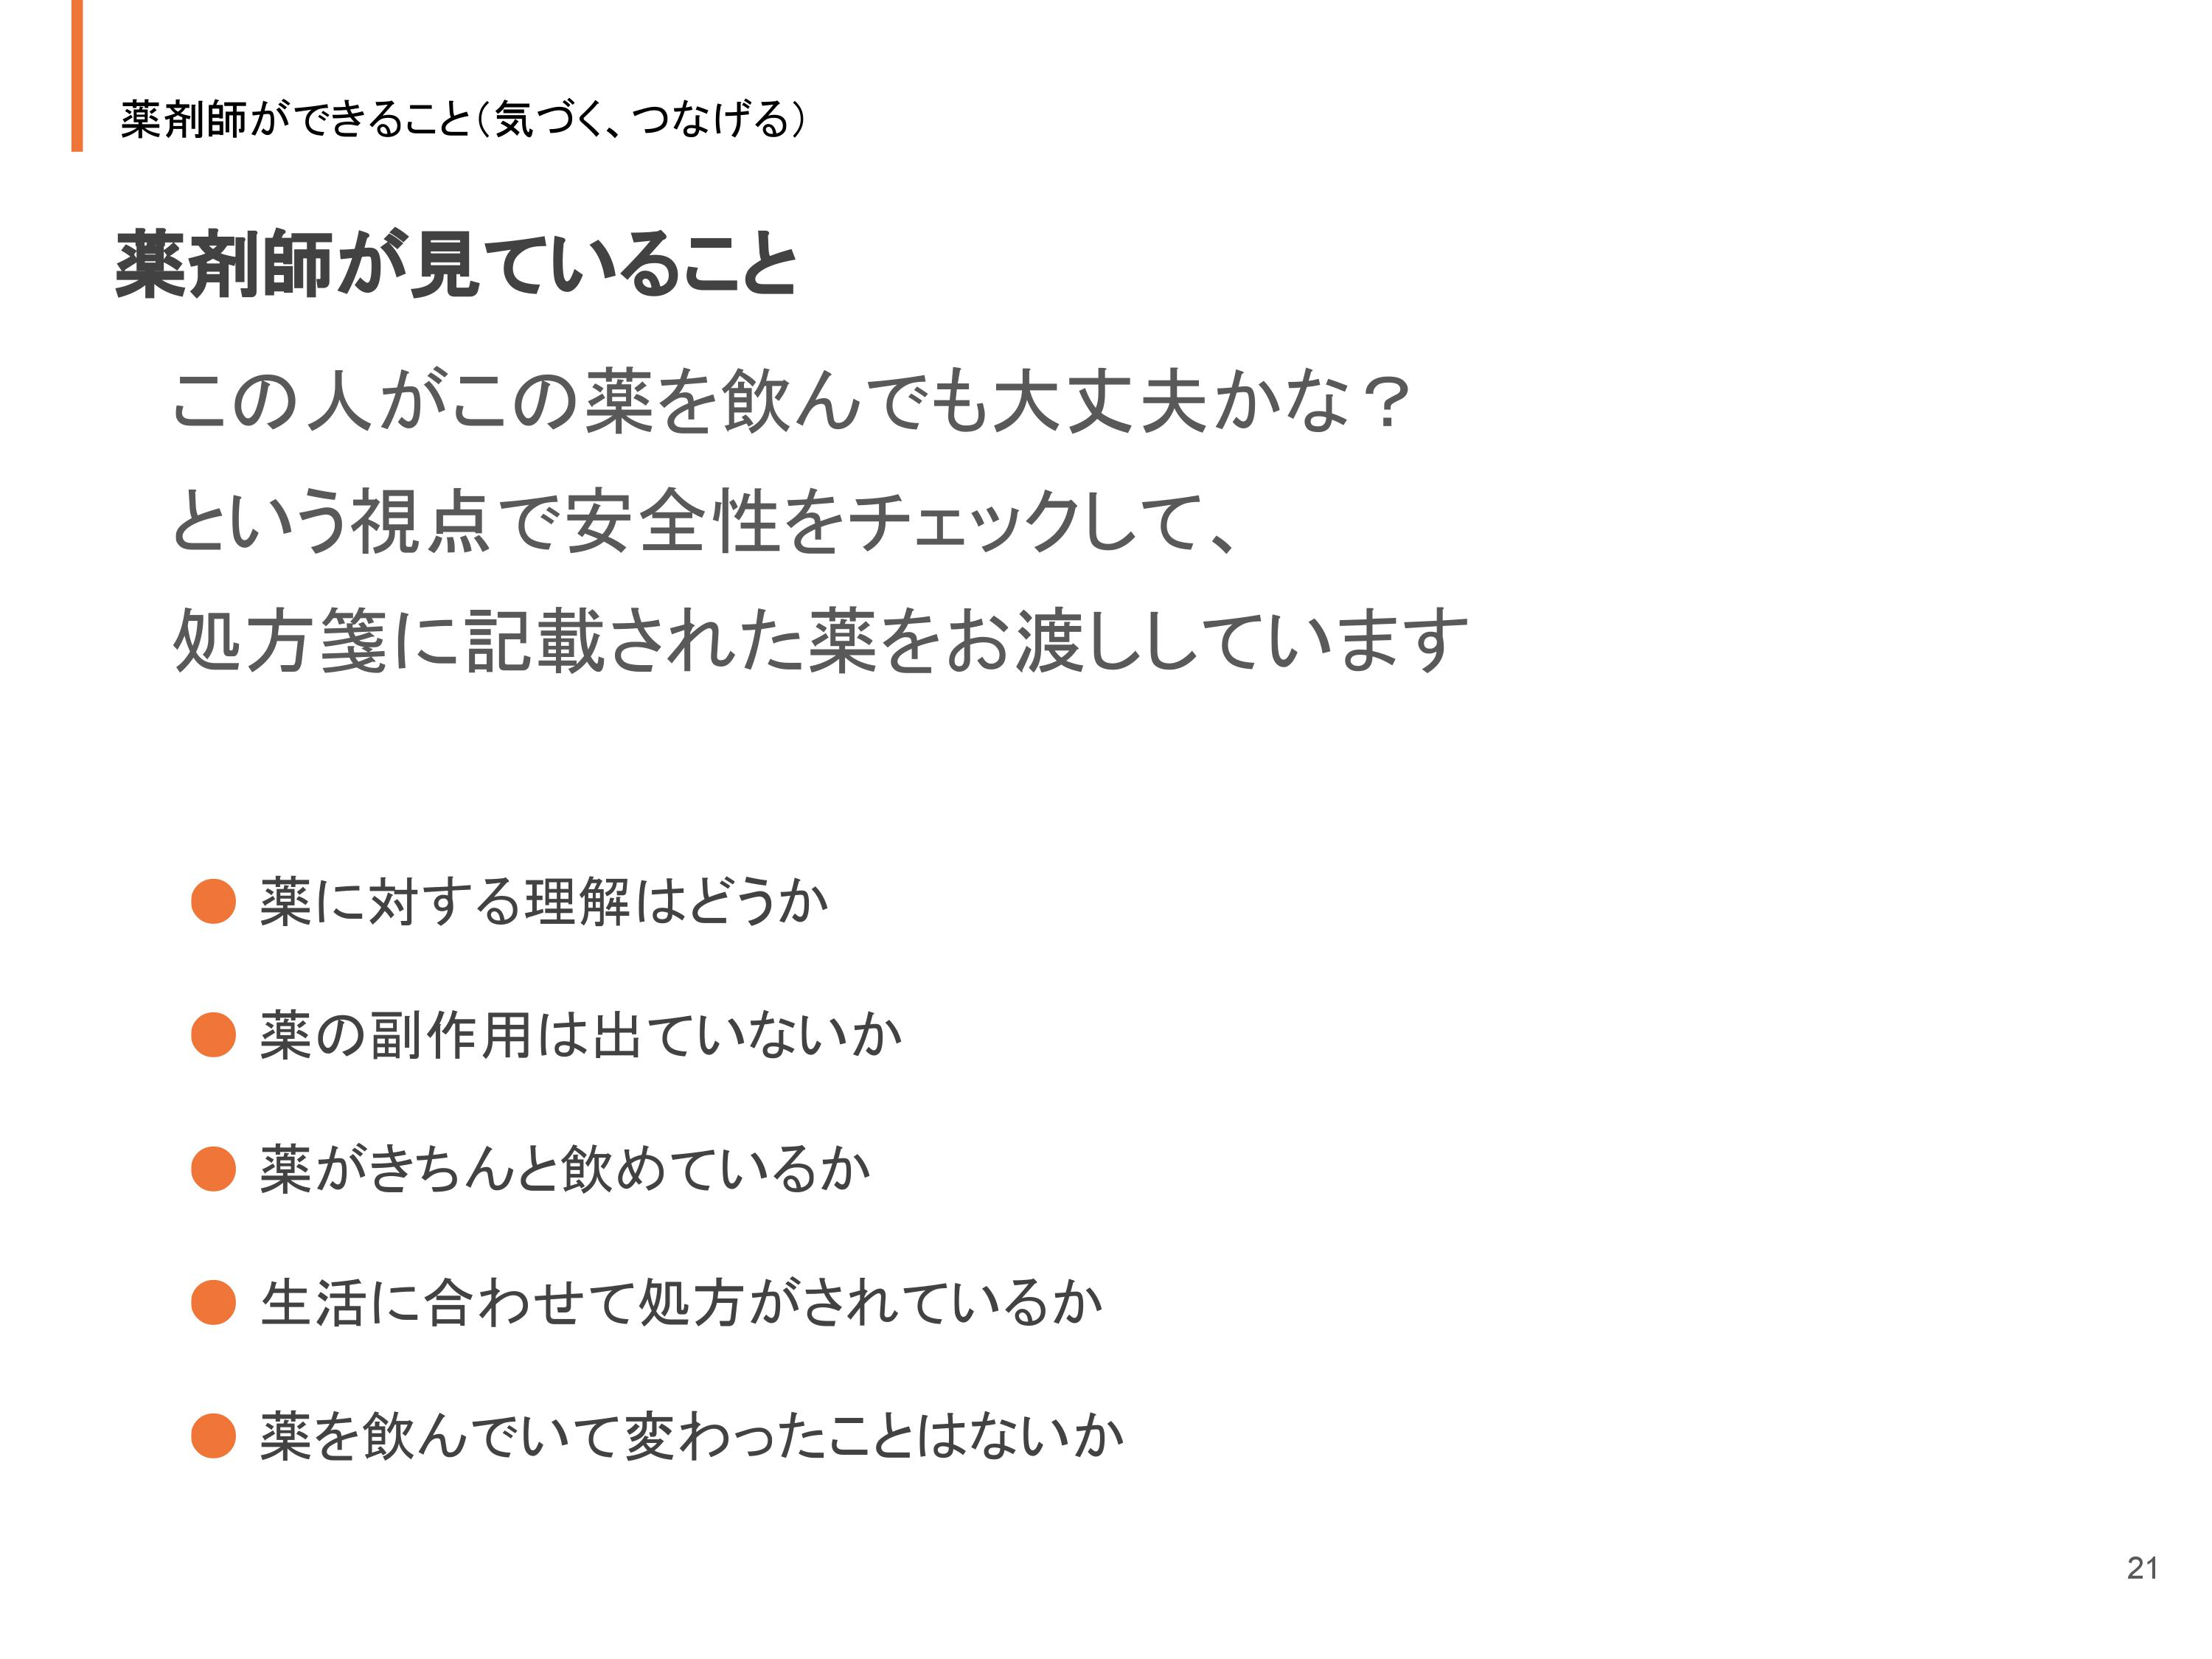 薬剤師ができること(気づく、つなげる)
薬剤師が見ていること
この人がこの薬を飲んでも大丈夫かな？
という視点で安全性をチェックして、
処方箋に記載された薬をお渡ししています
薬に対する理解はどうか
薬の副作用は出ていないか
薬がきちんと飲めているか
生活に合わせて処方がされているか
薬を飲んでいて変わったことはないか
21